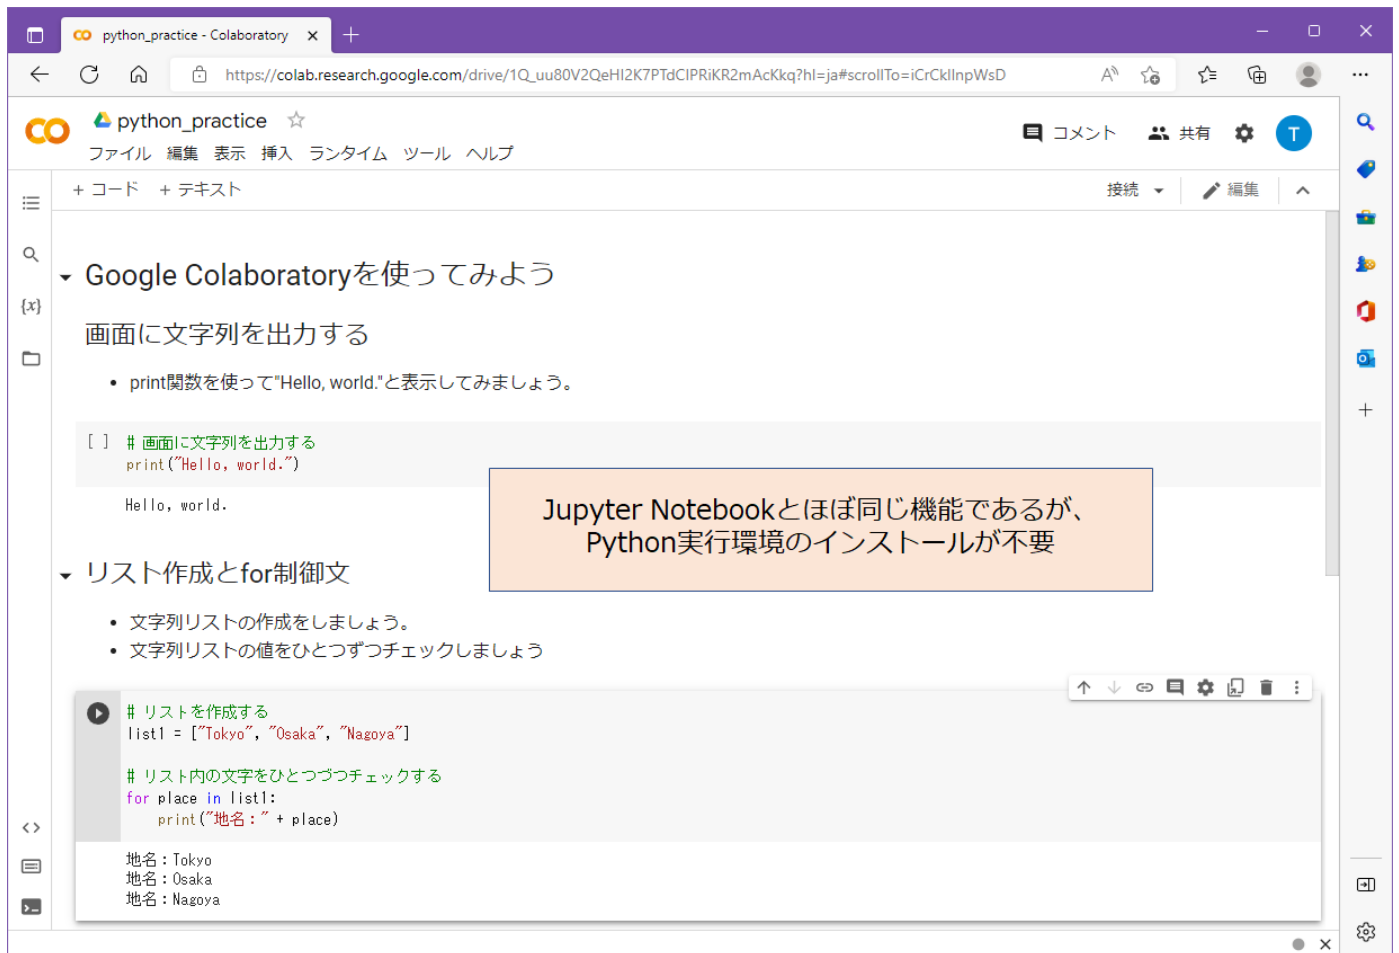 python_practice - Colaboratory
https://colab.research.google.com/drive/1Q_uu80V2QeHI2K7PTdCIPRiKR2mAcKkq?hl=ja#scrollTo=iCrCkIlnpWsD
python_practice
コメント 共有 T
ファイル 編集 表示 挿入 ランタイム ツール ヘルプ
+ コード + テキスト 接続 編集
Google Colaboratoryを使ってみよう
{x}
画面に文字列を出力する
• print関数を使って"Hello, world."と表示してみましょう。
[ ] # 画面に文字列を出力する
print("Hello, world.")
Hello, world.
Jupyter Notebookとほぼ同じ機能であるが、
Python実行環境のインストールが不要
リスト作成とfor制御文
• 文字列リストの作成をしましょう。
• 文字列リストの値をひとつずつチェックしましょう
# リストを作成する
list1 = ["Tokyo", "Osaka", "Nagoya"]
# リスト内の文字をひとつづつチェックする
for place in list1:
print("地名：" + place)
地名：Tokyo
地名：Osaka
地名：Nagoya